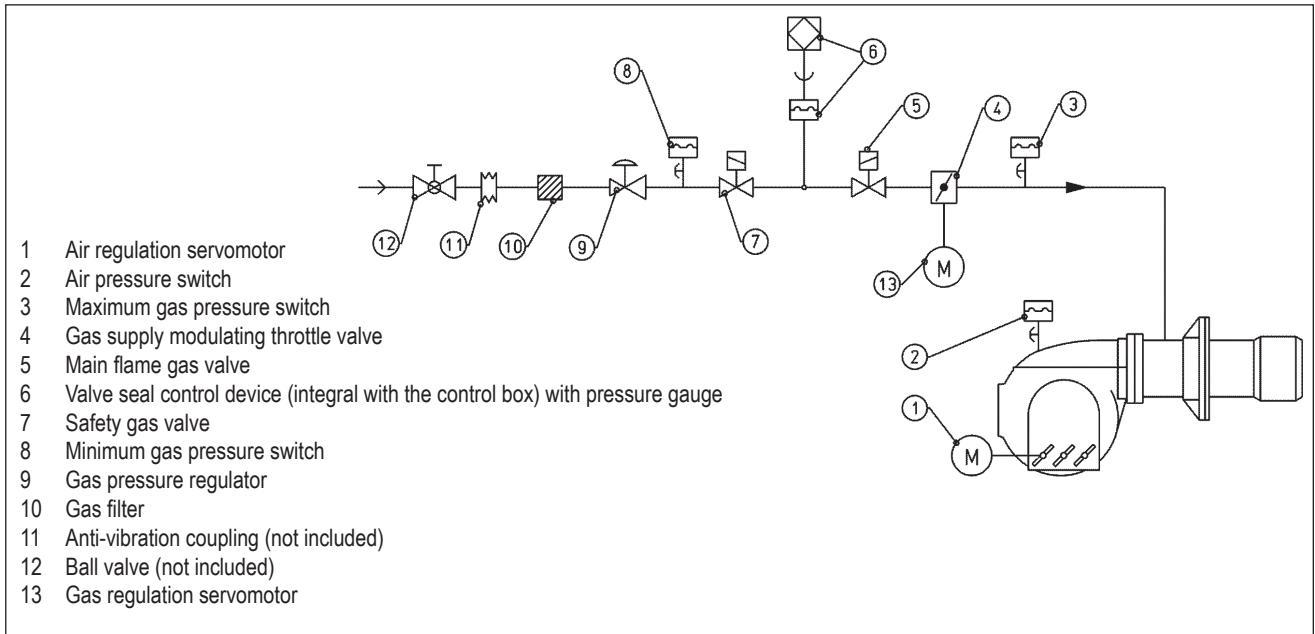 8
6
5
4
3
12
11
10
9
7
13
M
2
1
M
1 Air regulation servomotor
2 Air pressure switch
3 Maximum gas pressure switch
4 Gas supply modulating throttle valve
5 Main flame gas valve
6 Valve seal control device (integral with the control box) with pressure gauge
7 Safety gas valve
8 Minimum gas pressure switch
9 Gas pressure regulator
10 Gas filter
11 Anti-vibration coupling (not included)
12 Ball valve (not included)
13 Gas regulation servomotor